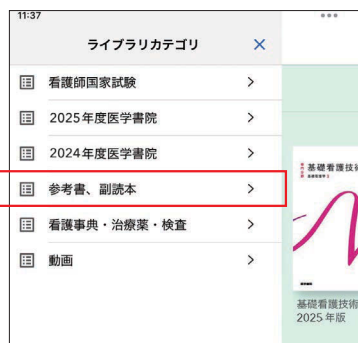 11:37
ライブラリカテゴリ
看護師国家試験
2025年度医学書院
2024年度医学書院
参考書、副読本
看護事典・治療薬・検査
動画
基礎看護技術
基礎看護技術
2025年版